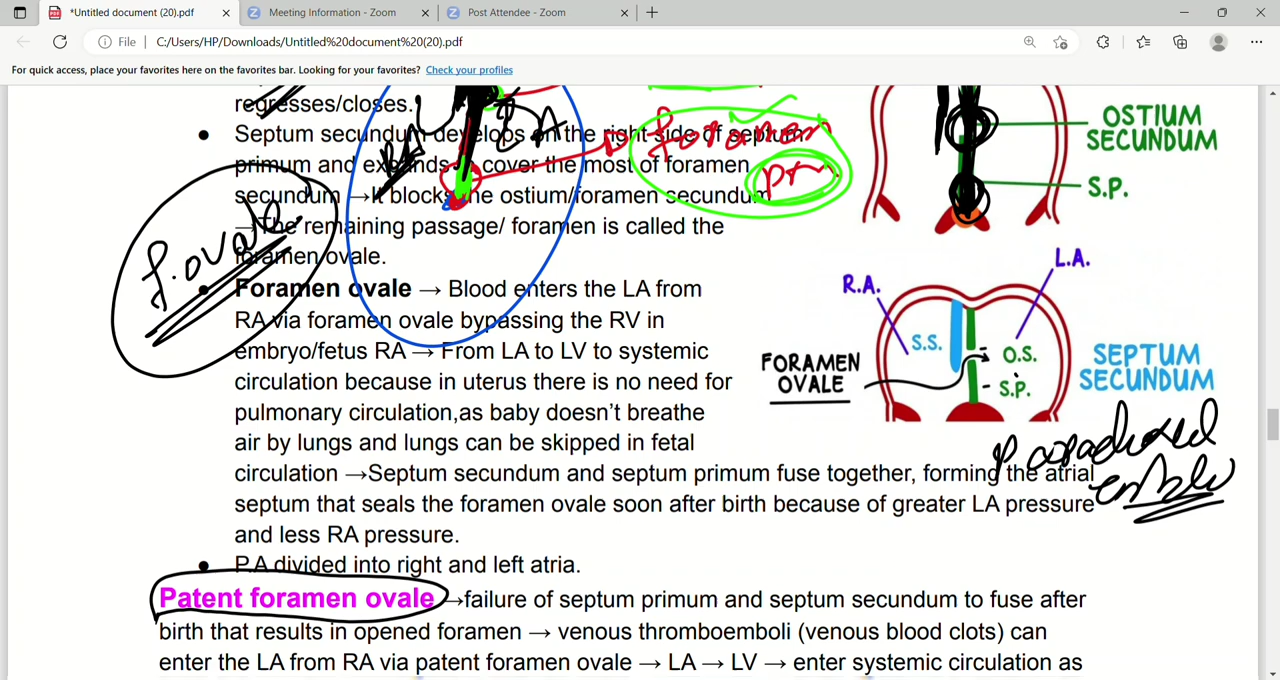 *Untitled document (20).pdf
Meeting Information - Zoom
Post Attendee - Zoom
File
C:/Users/HP/Downloads/Untitled%20document%20(20).pdf
For quick access, place your favorites here on the favorites bar. Looking for your favorites? Check your profiles
regresses/closes.
Septum secundum develops on the right side of septum
primum and expands to cover the most of foramen
secundum →It blocks the ostium/foramen secundum
→The remaining passage/ foramen is called the
foramen ovale.
Foramen ovale → Blood enters the LA from
RA via foramen ovale bypassing the RV in
embryo/fetus RA → From LA to LV to systemic
circulation because in uterus there is no need for
pulmonary circulation,as baby doesn't breathe
air by lungs and lungs can be skipped in fetal
circulation →Septum secundum and septum primum fuse together, forming the atrial
septum that seals the foramen ovale soon after birth because of greater LA pressure
and less RA pressure.
P.A divided into right and left atria.
Patent foramen ovale →failure of septum primum and septum secundum to fuse after
birth that results in opened foramen → venous thromboemboli (venous blood clots) can
enter the LA from RA via patent foramen ovale → LA → LV → enter systemic circulation as
foramen
pm
f. ovale
OSTIUM
SECUNDUM
S.P.
L.A.
R.A.
S.S.
O.S.
S.P.
FORAMEN
OVALE
SEPTUM
SECUNDUM